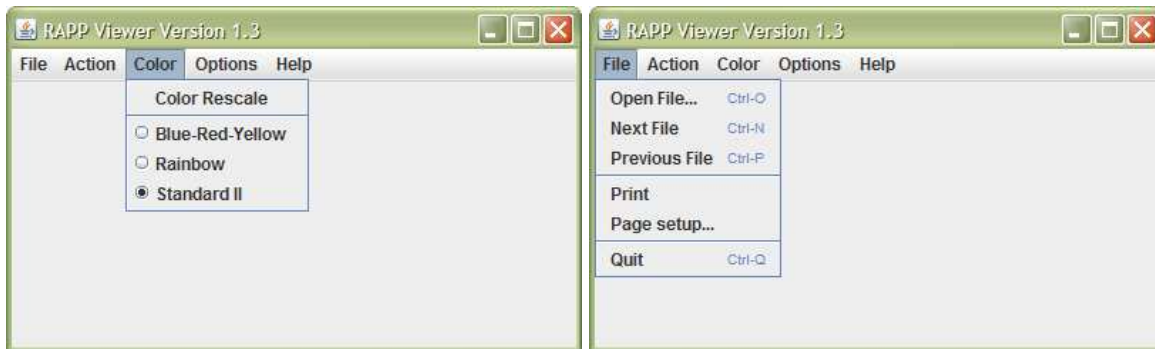 RAPP Viewer Version 1.3
File Action Color Options Help
Color Rescale
Blue-Red-Yellow
Rainbow
Standard II
RAPP Viewer Version 1.3
File Action Color Options Help
Open File... Ctrl-O
Next File Ctrl-N
Previous File Ctrl-P
Print
Page setup...
Quit Ctrl-Q